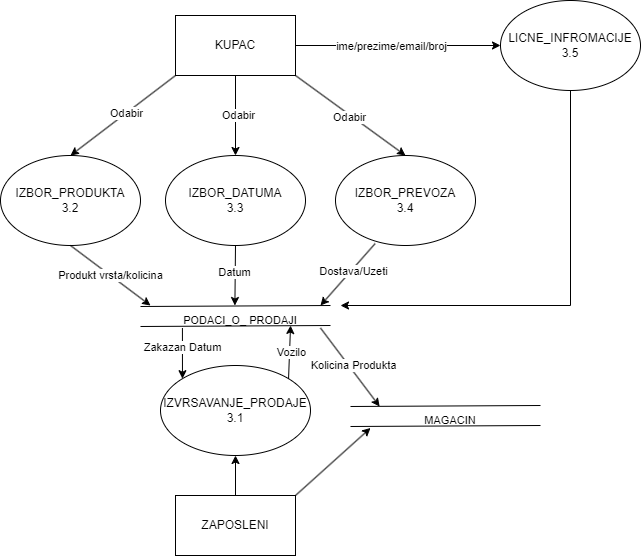 KUPAC
ime/prezime/email/broj
LICNE_INFROMACIJE
3.5
Odabir
Odabir
Odabir
IZBOR_PRODUKTA
3.2
IZBOR_DATUMA
3.3
IZBOR_PREVOZA
3.4
Produkt vrsta/kolicina
Datum
Dostava/Uzeti
PODACI_O_PRODAJI
Zakazan Datum
Vozilo
Kolicina Produkta
IZVRSAVANJE_PRODAJE
3.1
MAGACIN
ZAPOSLENI